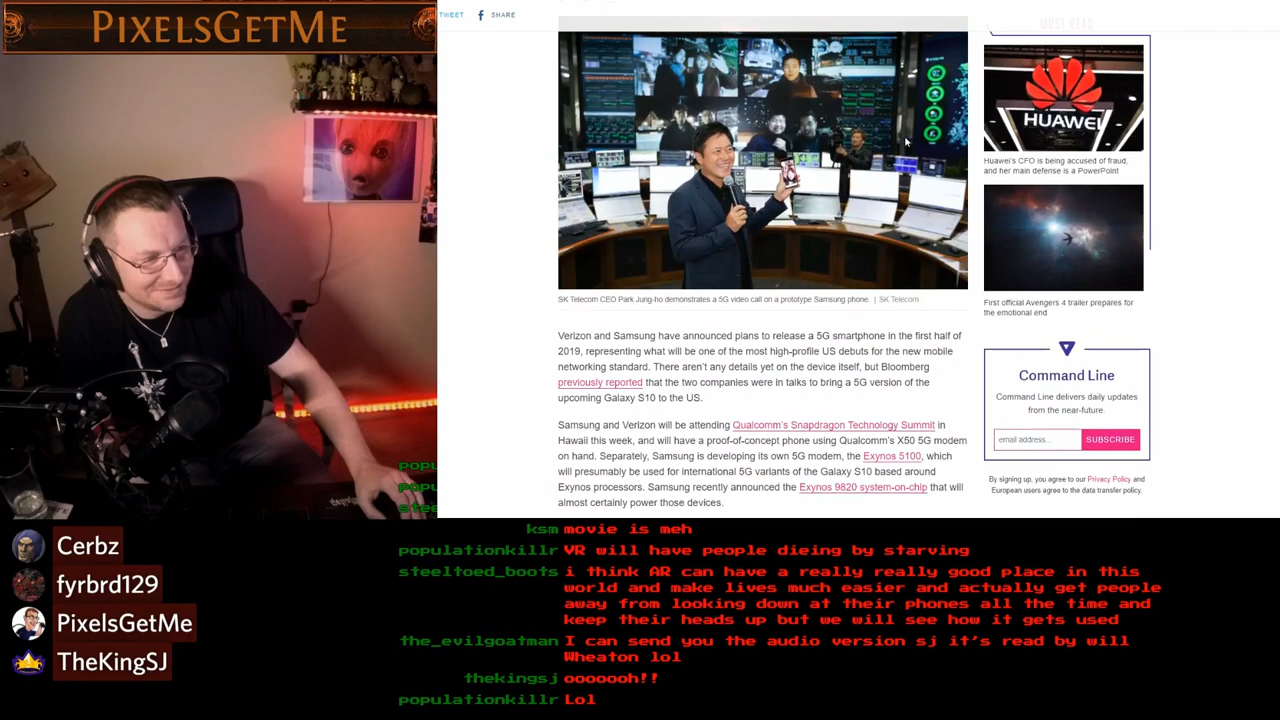 PIXELSGETME
TWEET
SHARE
MOST READ
HUAWEI
Huawei's CFO is being accused of fraud,
and her main defense is a PowerPoint
First official Avengers 4 trailer prepares for
the emotional end
SK Telecom CEO Park Jung-ho demonstrates a 5G video call on a prototype Samsung phone. | SK Telecom
Verizon and Samsung have announced plans to release a 5G smartphone in the first half of
2019, representing what will be one of the most high-profile US debuts for the new mobile
networking standard. There aren't any details yet on the device itself, but Bloomberg
previously reported that the two companies were in talks to bring a 5G version of the
upcoming Galaxy S10 to the US.
Samsung and Verizon will be attending Qualcomm's Snapdragon Technology Summit in
Hawaii this week, and will have a proof-of-concept phone using Qualcomm's X50 5G modem
on hand. Separately, Samsung is developing its own 5G modem, the Exynos 5100, which
will presumably be used for international 5G variants of the Galaxy S10 based around
Exynos processors. Samsung recently announced the Exynos 9820 system-on-chip that will
almost certainly power those devices.
Command Line
Command Line delivers daily updates
from the near-future.
email address...
SUBSCRIBE
By signing up, you agree to our Privacy Policy and
European users agree to the data transfer policy.
popu
popu
stee
Cerbz
fyrbrd129
PixelsGetMe
TheKingSJ
ksm movie is meh
populationkillr VR will have people dieing by starving
steeltoed_boots i think AR can have a really really good place in this
world and make lives much easier and actually get people
away from looking down at their phones all the time and
keep their heads up but we will see how it gets used
the_evilgoatman I can send you the audio version sj it's read by will
Wheaton lol
thekingsj ooooooh!!
populationkillr Lol